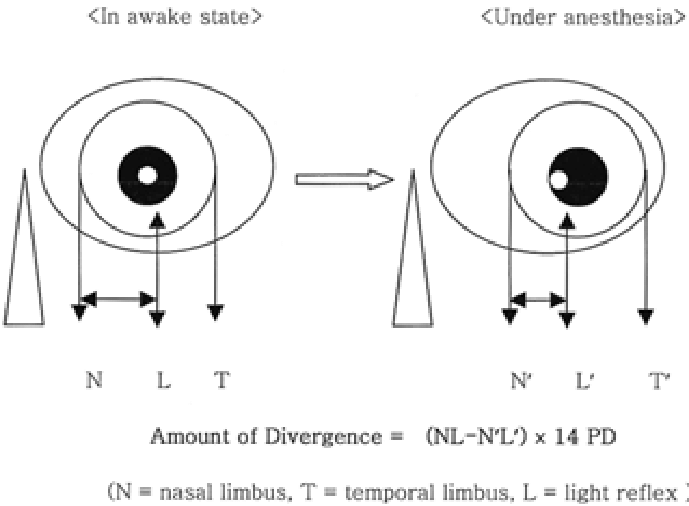 <In awake state> <Under anesthesia>
N L T N′ L′ T′
Amount of Divergence = (NL-N′L′) × 14 PD
(N = nasal limbus, T = temporal limbus, L = light reflex )